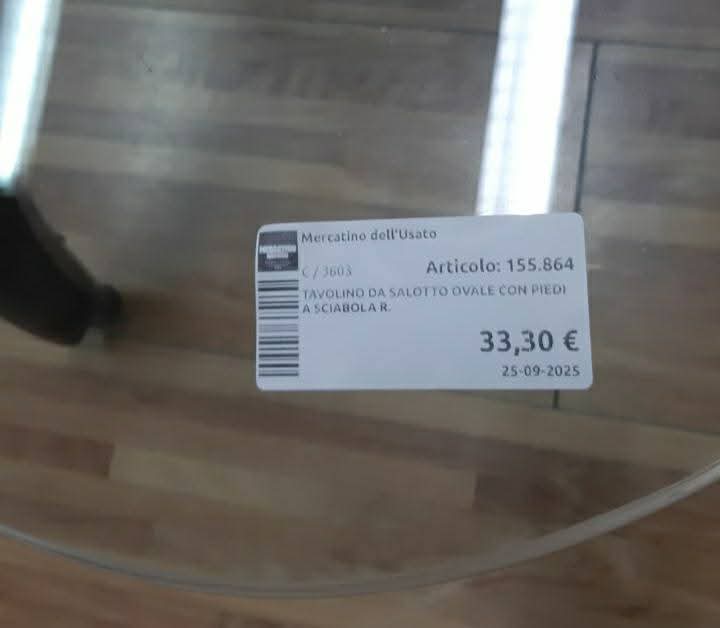 Mercatino dell'Usato
C / 3603
Articolo: 155.864
TAVOLINO DA SALOTTO OVALE CON PIEDI
A SCIABOLA R.
33,30 €
25-09-2025